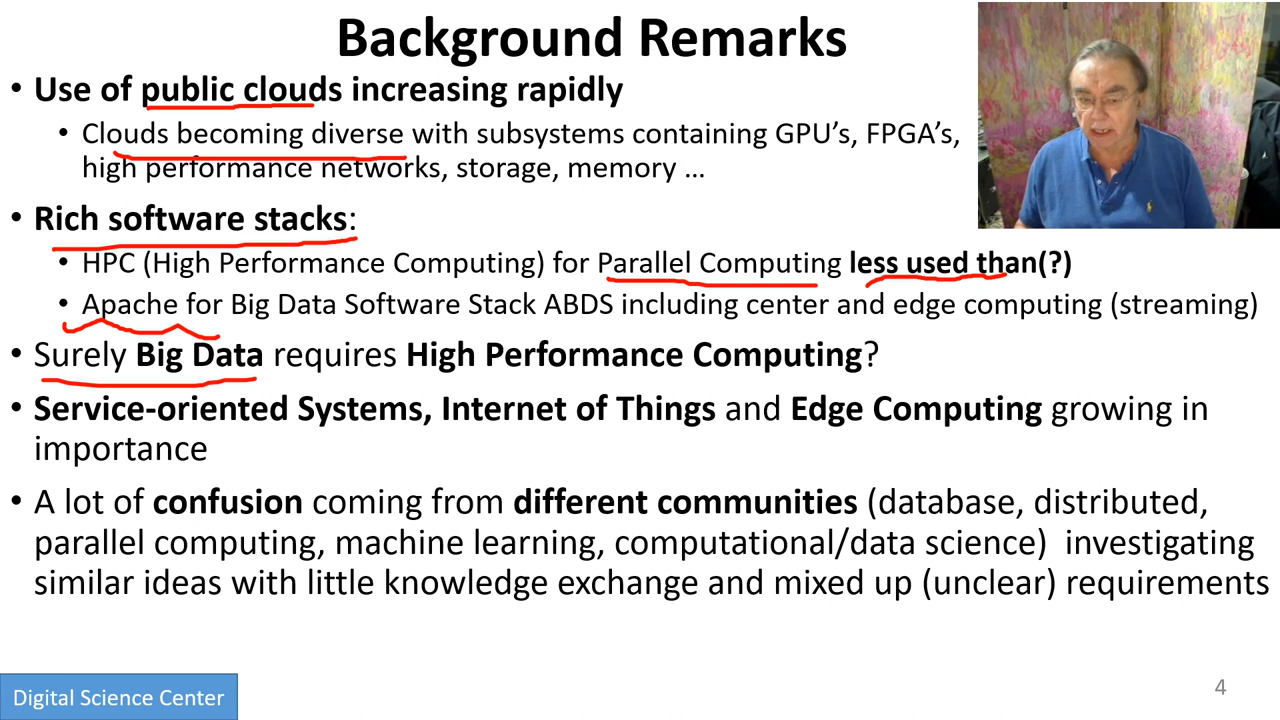 Background Remarks
• Use of public clouds increasing rapidly
• Clouds becoming diverse with subsystems containing GPU's, FPGA's,
high performance networks, storage, memory …
• Rich software stacks:
• HPC (High Performance Computing) for Parallel Computing less used than(?)
• Apache for Big Data Software Stack ABDS including center and edge computing (streaming)
• Surely Big Data requires High Performance Computing?
• Service-oriented Systems, Internet of Things and Edge Computing growing in
importance
• A lot of confusion coming from different communities (database, distributed,
parallel computing, machine learning, computational/data science) investigating
similar ideas with little knowledge exchange and mixed up (unclear) requirements
Digital Science Center
4